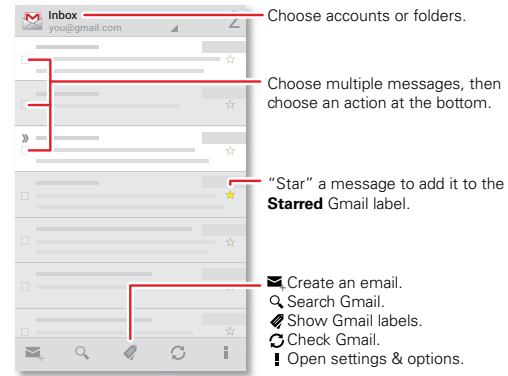 Inbox
you@gmail.com
2
Choose accounts or folders.
Choose multiple messages, then
choose an action at the bottom.
“Star” a message to add it to the
Starred Gmail label.
Create an email.
Search Gmail.
Show Gmail labels.
Check Gmail.
Open settings & options.